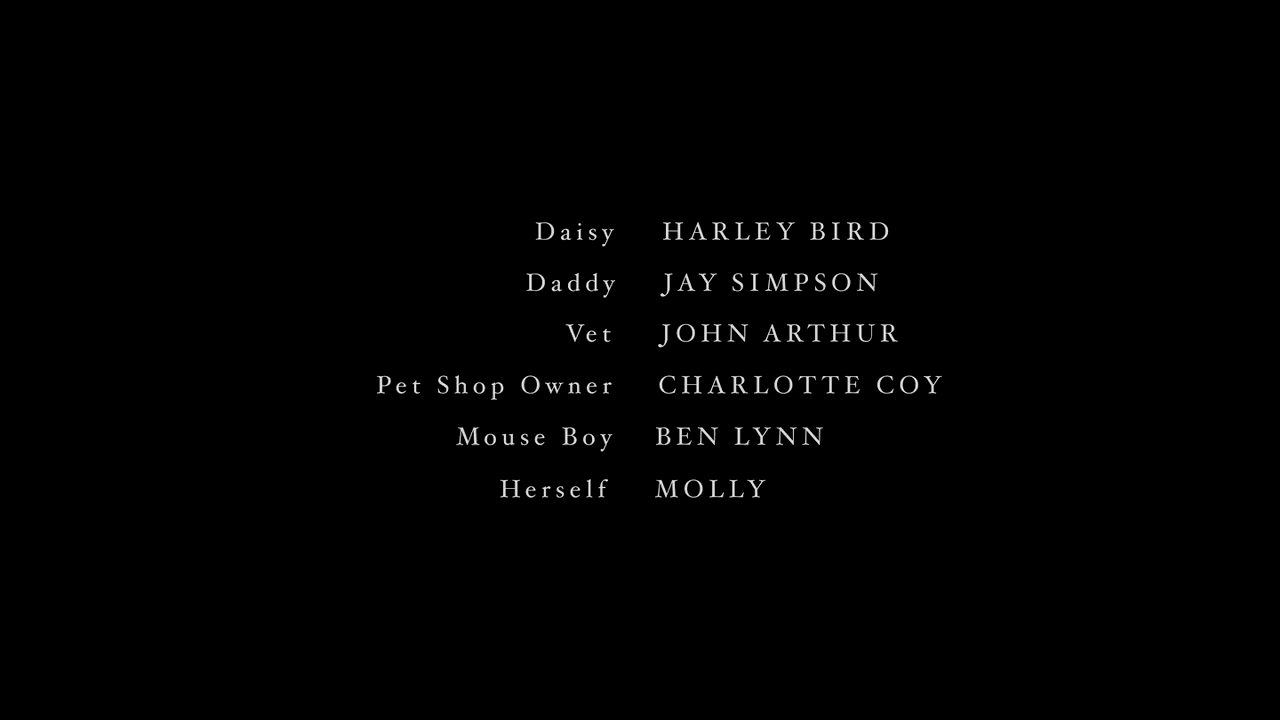 Daisy HARLEY BIRD
Daddy JAY SIMPSON
Vet JOHN ARTHUR
Pet Shop Owner CHARLOTTE COY
Mouse Boy BEN LYNN
Herself MOLLY